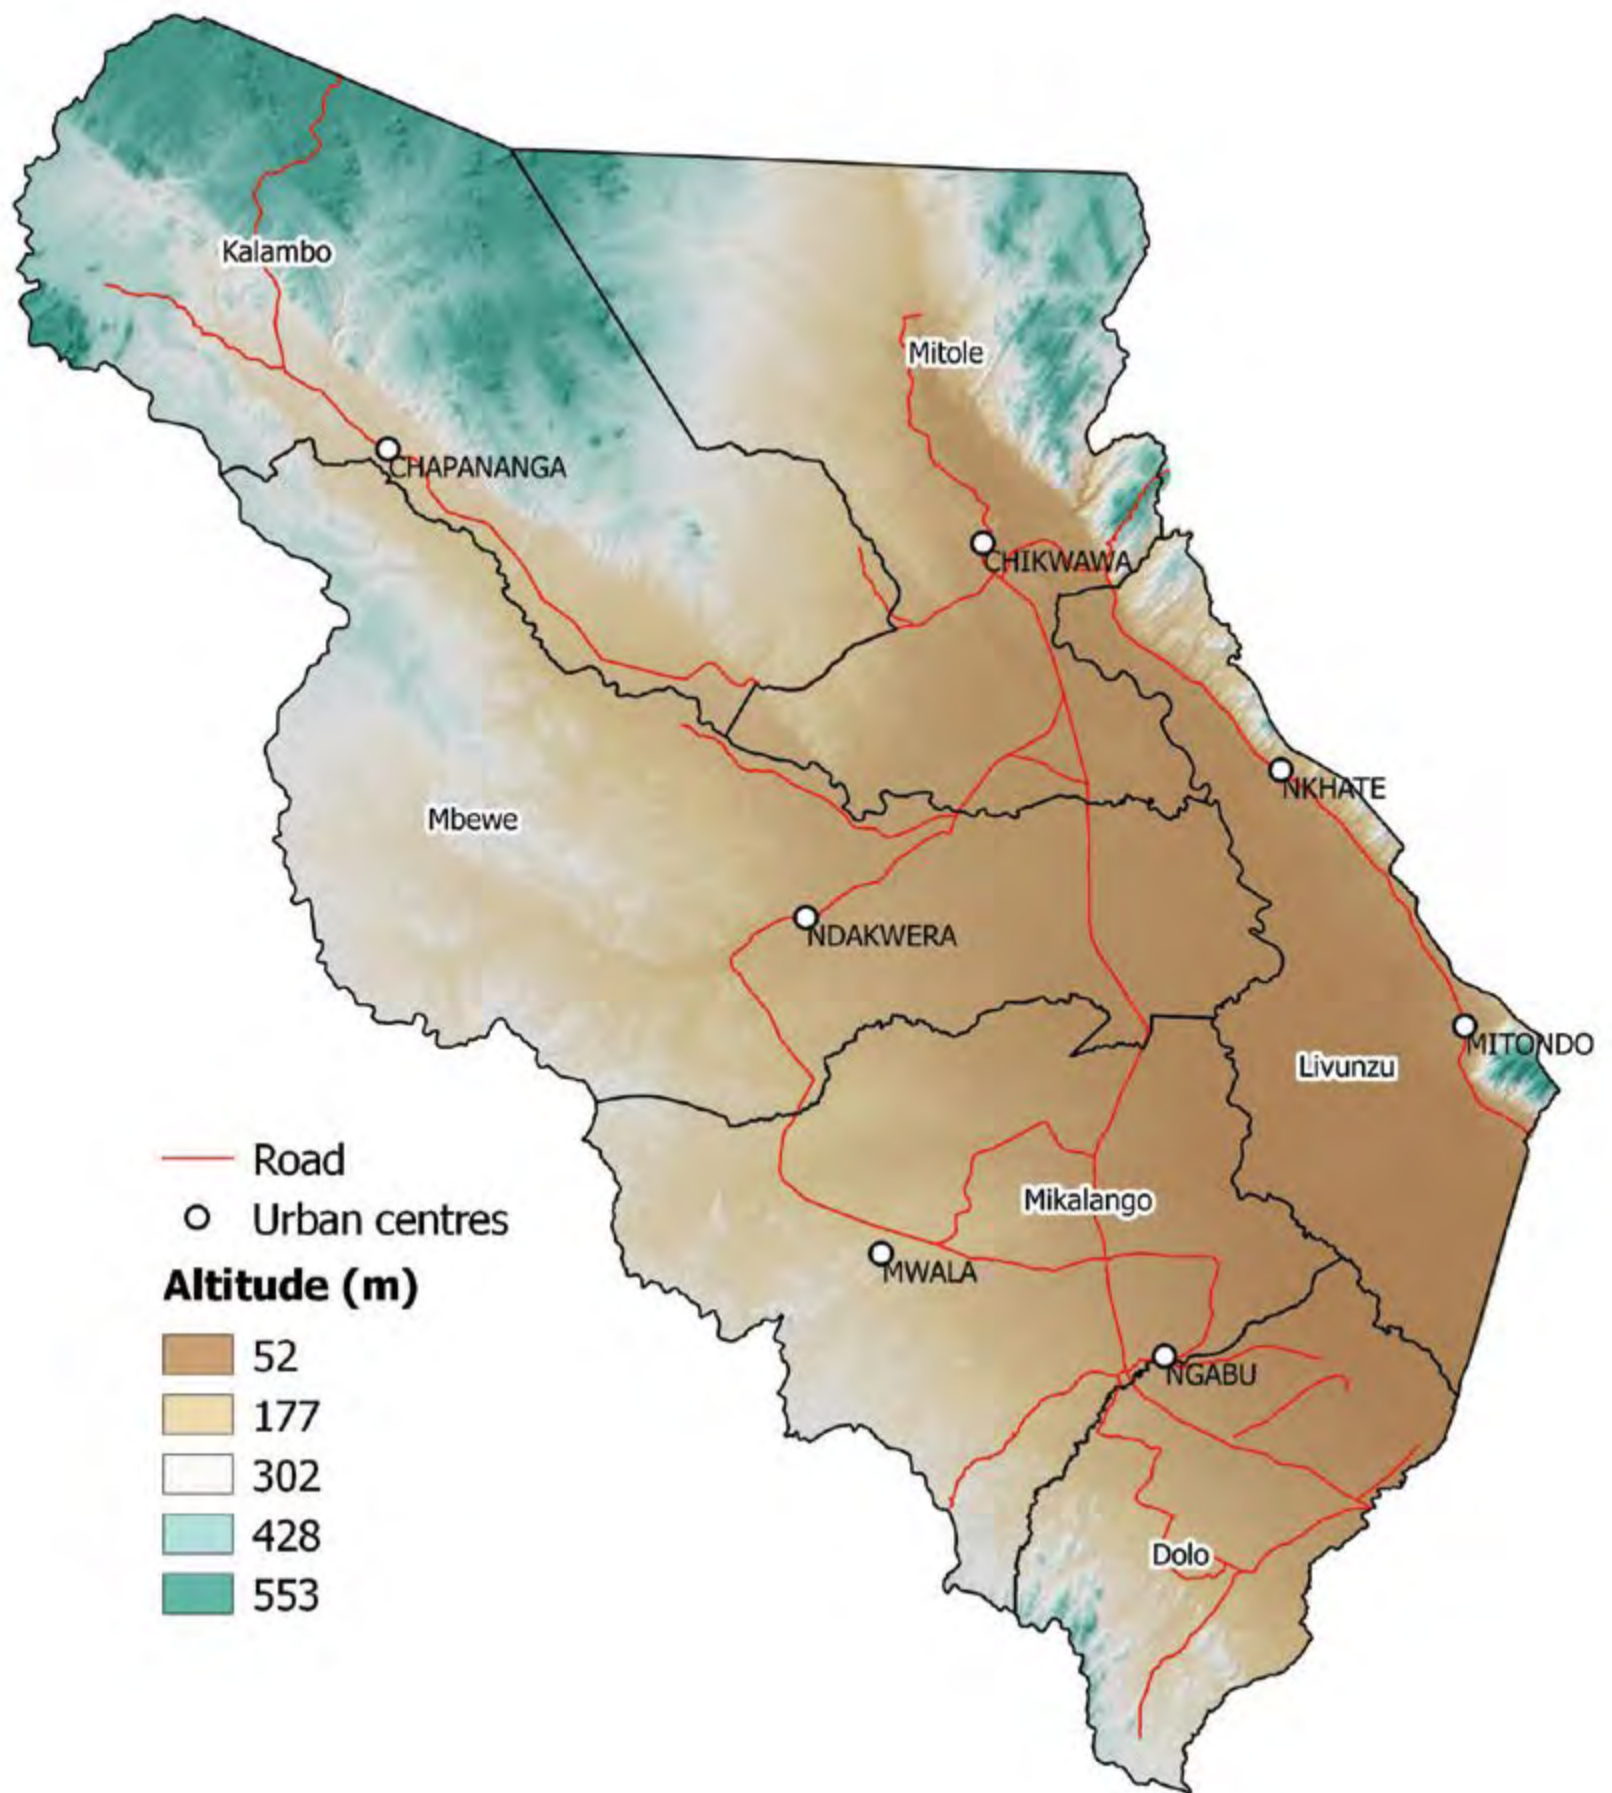 Kalambo
Mitole
CHAPANANGA
CHIKWAWA
NKHATE
Mbewe
NDAKWERA
MITONDO
Livunzu
Road
Mikalango
Urban centres
MWALA
Altitude (m)
52
NGABU
177
302
428
Dolo
553